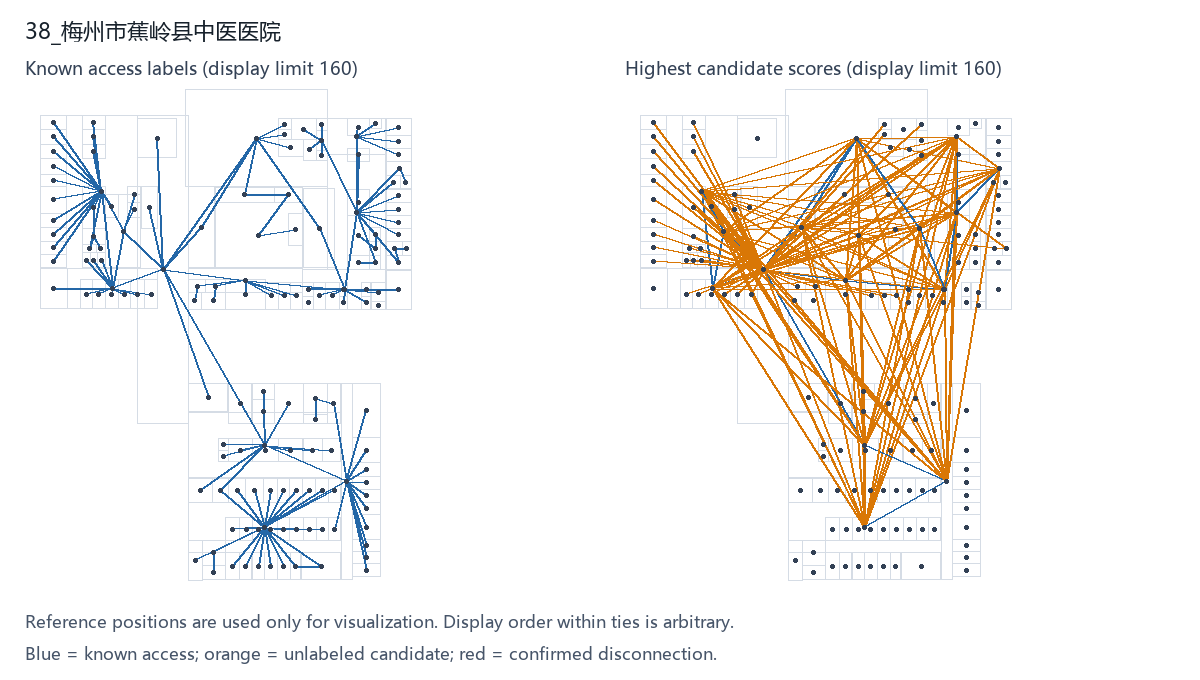 38_梅州市蕉岭县中医医院
Known access labels (display limit 160)
Highest candidate scores (display limit 160)
Reference positions are used only for visualization. Display order within ties is arbitrary.
Blue = known access; orange = unlabeled candidate; red = confirmed disconnection.